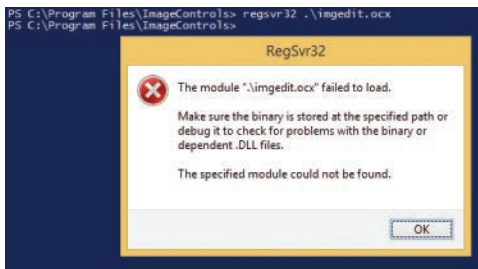 PS C:\Program Files\ImageControls> regsvr32 .\imgedit.ocx
PS C:\Program Files\ImageControls>
RegSvr32
The module ".\imgedit.ocx" failed to load.
Make sure the binary is stored at the specified path or
debug it to check for problems with the binary or
dependent .DLL files.
The specified module could not be found.
OK